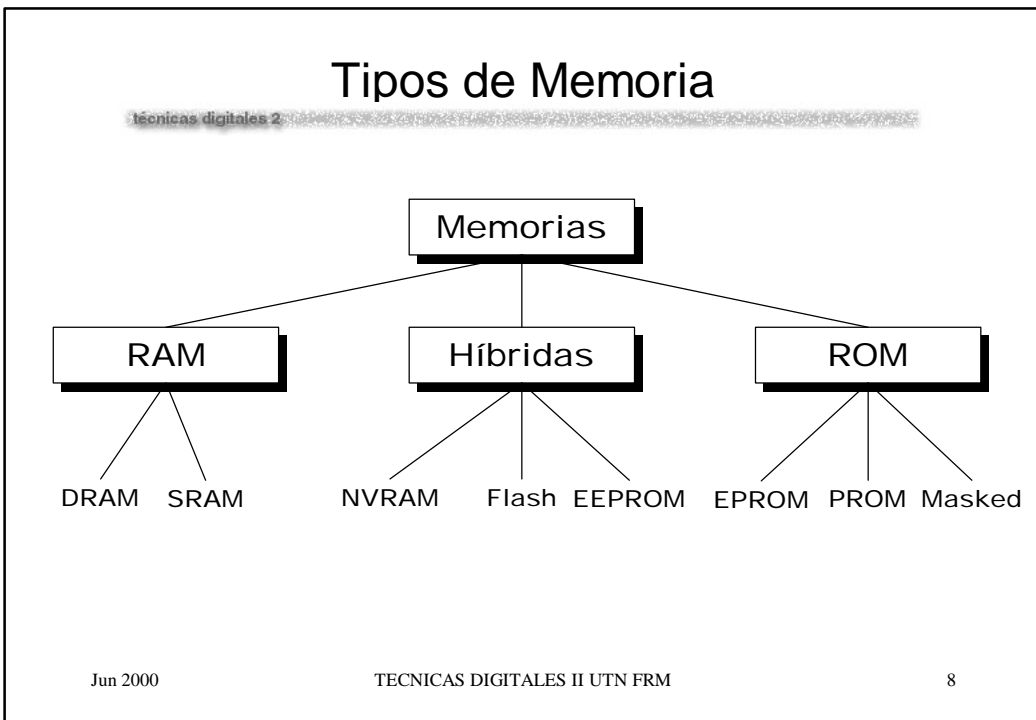 Tipos de Memoria
técnicas digitales 2
Memorias
RAM Híbridas ROM
DRAM SRAM NVRAM Flash EEPROM EPROM PROM Masked
Jun 2000 TECNICAS DIGITALES II UTN FRM 8